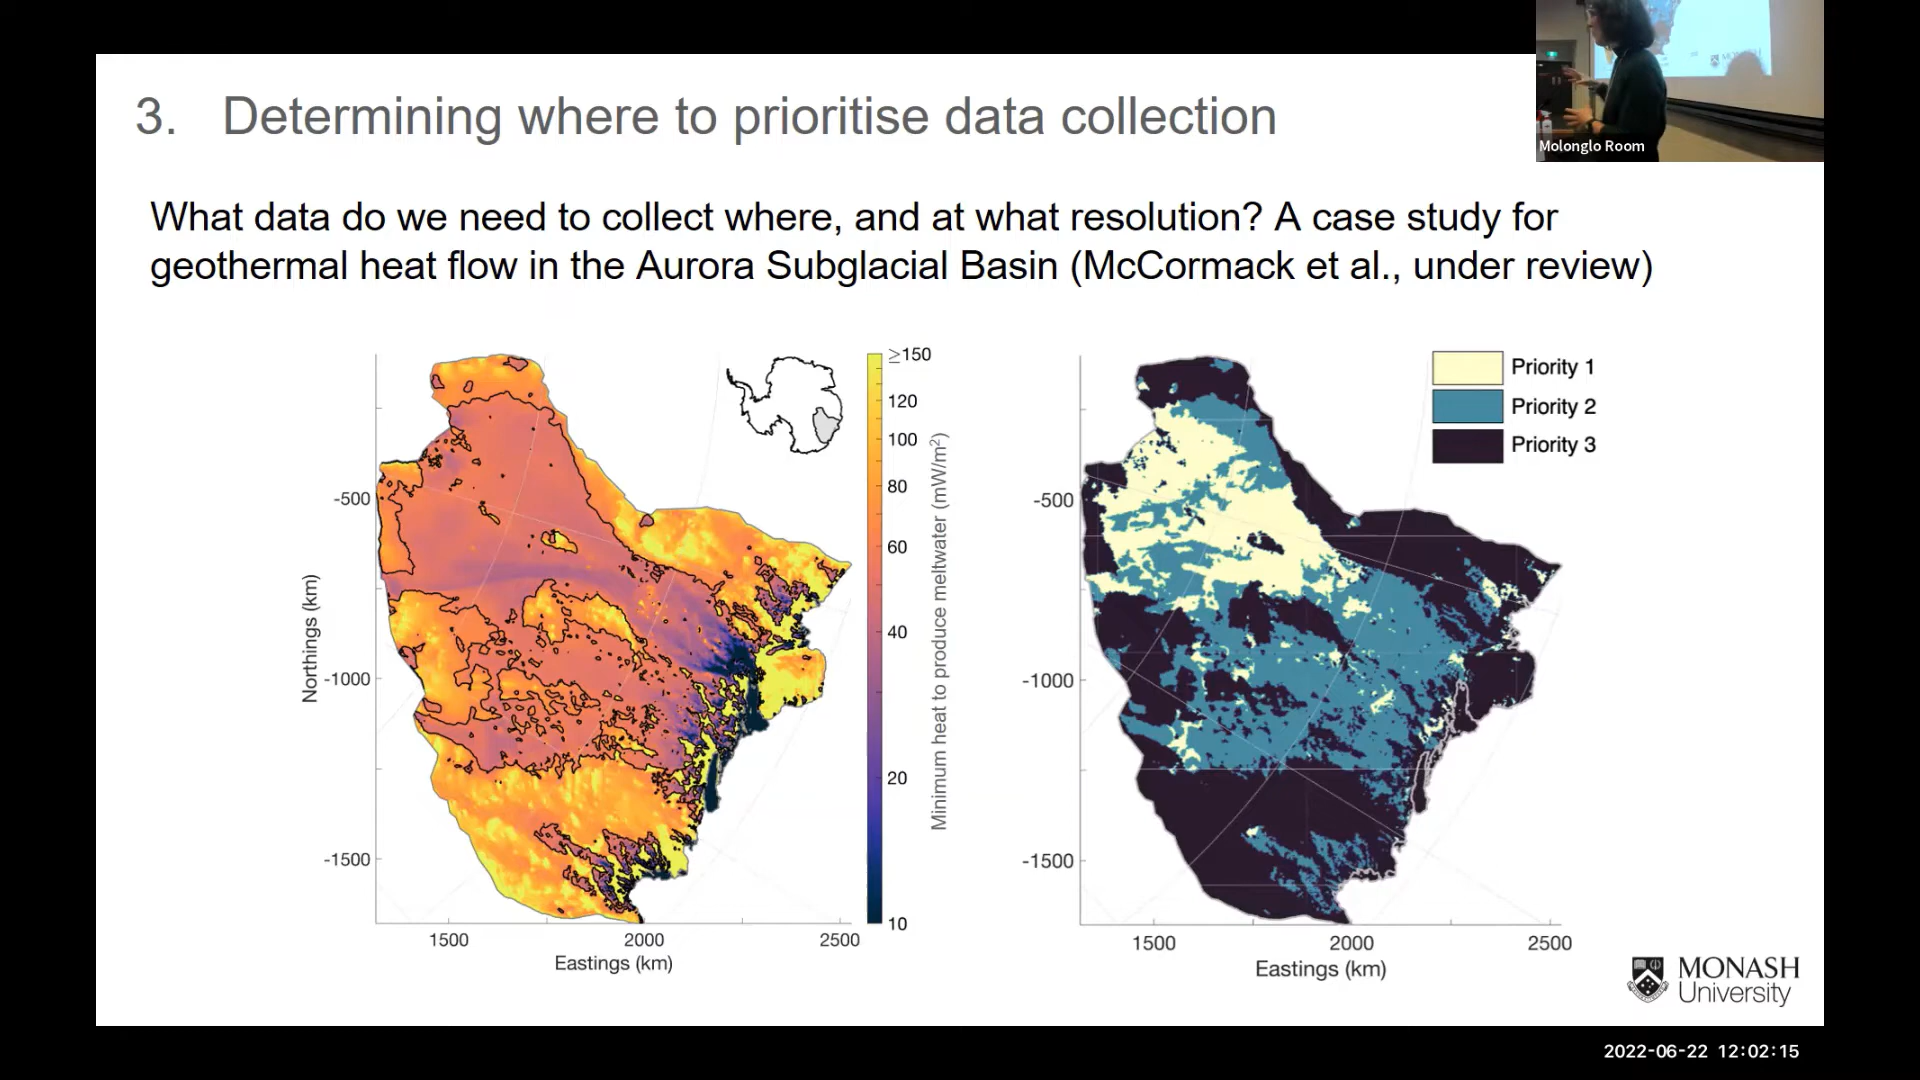 3. Determining where to prioritise data collection
Molonglo Room
What data do we need to collect where, and at what resolution? A case study for
geothermal heat flow in the Aurora Subglacial Basin (McCormack et al., under review)
≥150
120
100
80
60
40
20
10
Minimum heat to produce meltwater (mW/m²)
-500
-1000
-1500
Northings (km)
1500 2000 2500
Eastings (km)
Priority 1
Priority 2
Priority 3
-500
-1000
-1500
1500 2000 2500
Eastings (km)
MONASH
University
2022-06-22 12:02:15